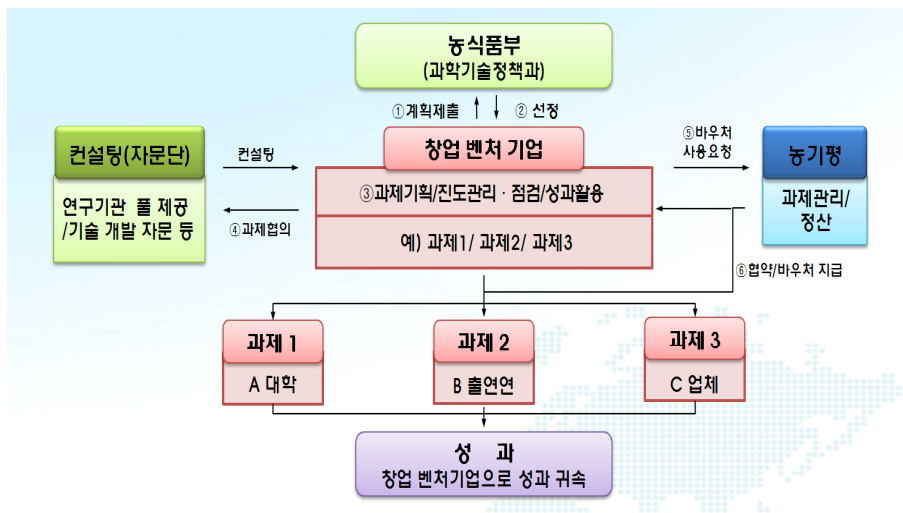 농식품부
(과학기술정책과)
①계획제출
② 선정
컨설팅(자문단)
컨설팅
창업 벤처 기업
⑤바우처
사용요청
농기평
연구기관 풀 제공
/기술 개발 자문 등
④과제협의
③과제기획/진도관리·점검/성과활용
예) 과제1/ 과제2/ 과제3
과제관리/
정산
⑥협약/바우처 지급
과제 1
A 대학
과제 2
B 출연연
과제 3
C 업체
성 과
창업 벤처기업으로 성과 귀속